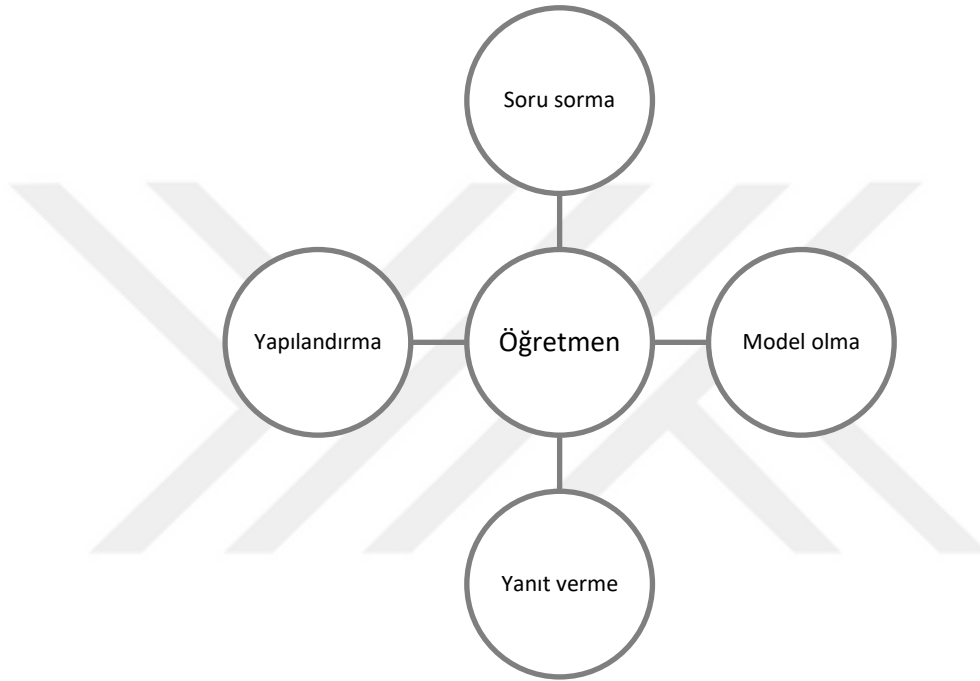 Soru sorma
Yapılandırma
Öğretmen
Model olma
Yanıt verme